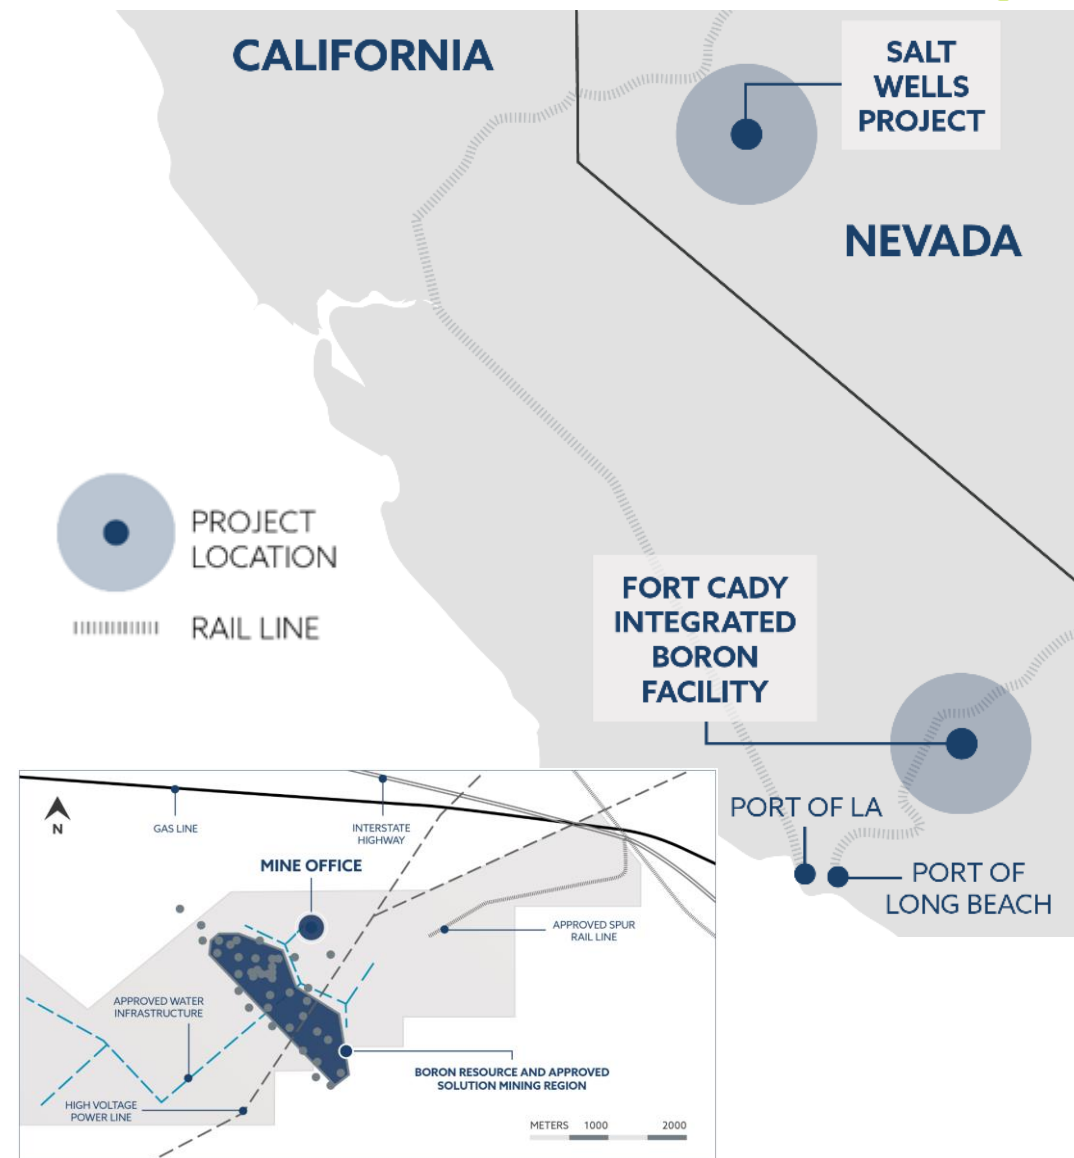 CALIFORNIA
SALT
WELLS
PROJECT
NEVADA
PROJECT
LOCATION
RAIL LINE
FORT CADY
INTEGRATED
BORON
FACILITY
PORT OF LA
PORT OF
LONG BEACH
N
GAS LINE
INTERSTATE
HIGHWAY
MINE OFFICE
APPROVED SPUR
RAIL LINE
APPROVED WATER
INFRASTRUCTURE
BORON RESOURCE AND APPROVED
SOLUTION MINING REGION
HIGH VOLTAGE
POWER LINE
METERS 1000 2000